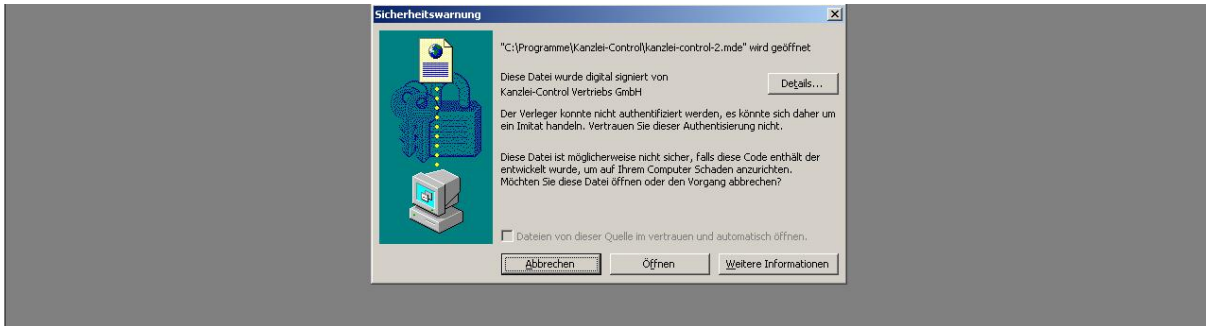 Sicherheitswarnung
"C:\Programme\Kanzlei-Control\kanzlei-control-2.mde" wird geöffnet
Diese Datei wurde digital signiert von
Kanzlei-Control Vertriebs GmbH
Details...
Der Verleger konnte nicht authentifiziert werden, es könnte sich daher um
ein Imitat handeln. Vertrauen Sie dieser Authentisierung nicht.
Diese Datei ist möglicherweise nicht sicher, falls diese Code enthält der
entwickelt wurde, um auf Ihrem Computer Schaden anzurichten.
Möchten Sie diese Datei öffnen oder den Vorgang abbrechen?
Dateien von dieser Quelle im vertrauen und automatisch öffnen.
Abbrechen Öffnen Weitere Informationen